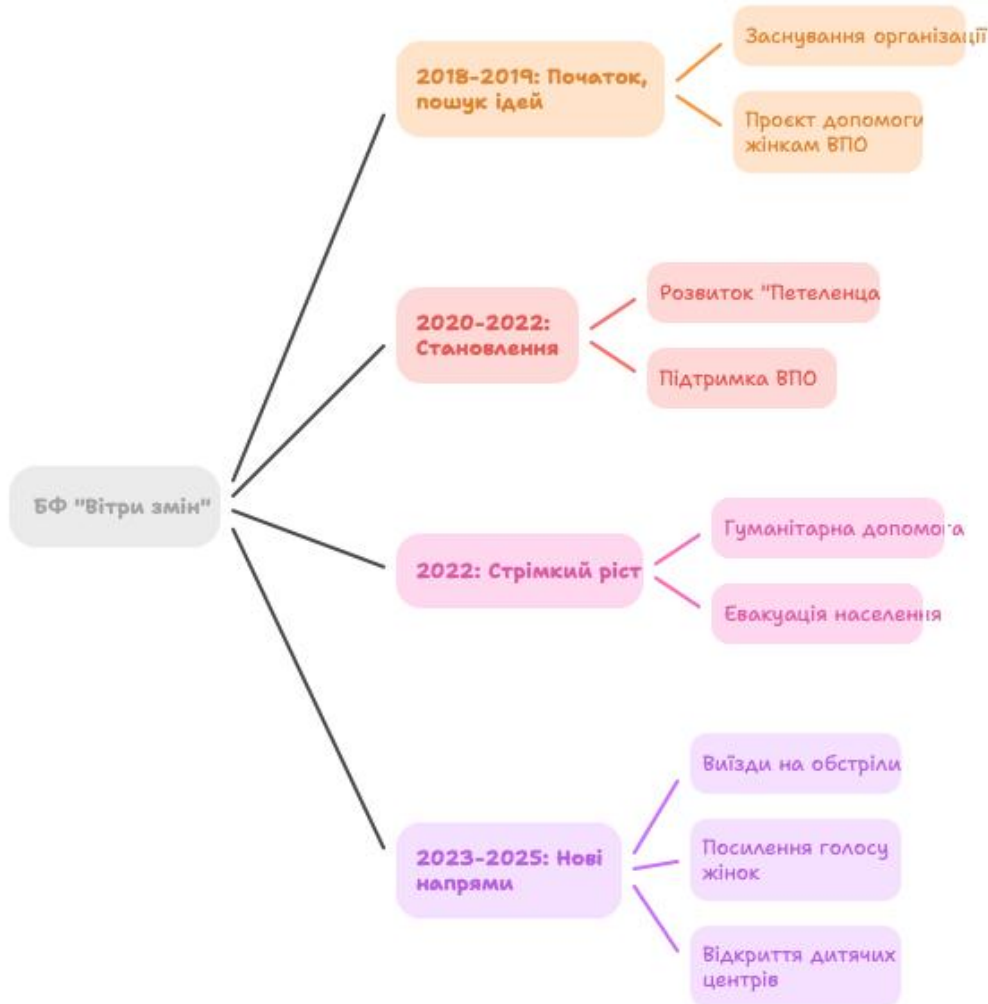 Заснування організації
2018-2019: Початок,
пошук ідей
Проєкт допомоги
жінкам ВПО
Розвиток "Петеленца
2020-2022:
Становлення
Підтримка ВПО
БФ "Вітри змін"
Гуманітарна допомога
2022: Стрімкий ріст
Евакуація населення
Виїзди на обстріли
2023-2025: Нові
напрями
Посилення голосу
жінок
Відкриття дитячих
центрів